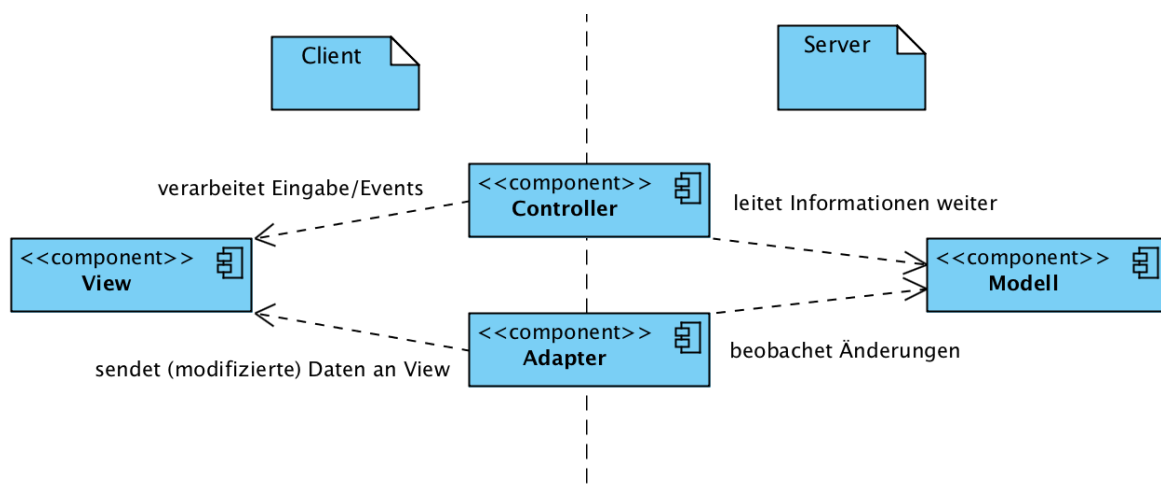 Client
Server
verarbeitet Eingabe/Events
<<component>>
Controller
leitet Informationen weiter
<<component>>
View
<<component>>
Modell
sendet (modifizierte) Daten an View
<<component>>
Adapter
beobachet Änderungen